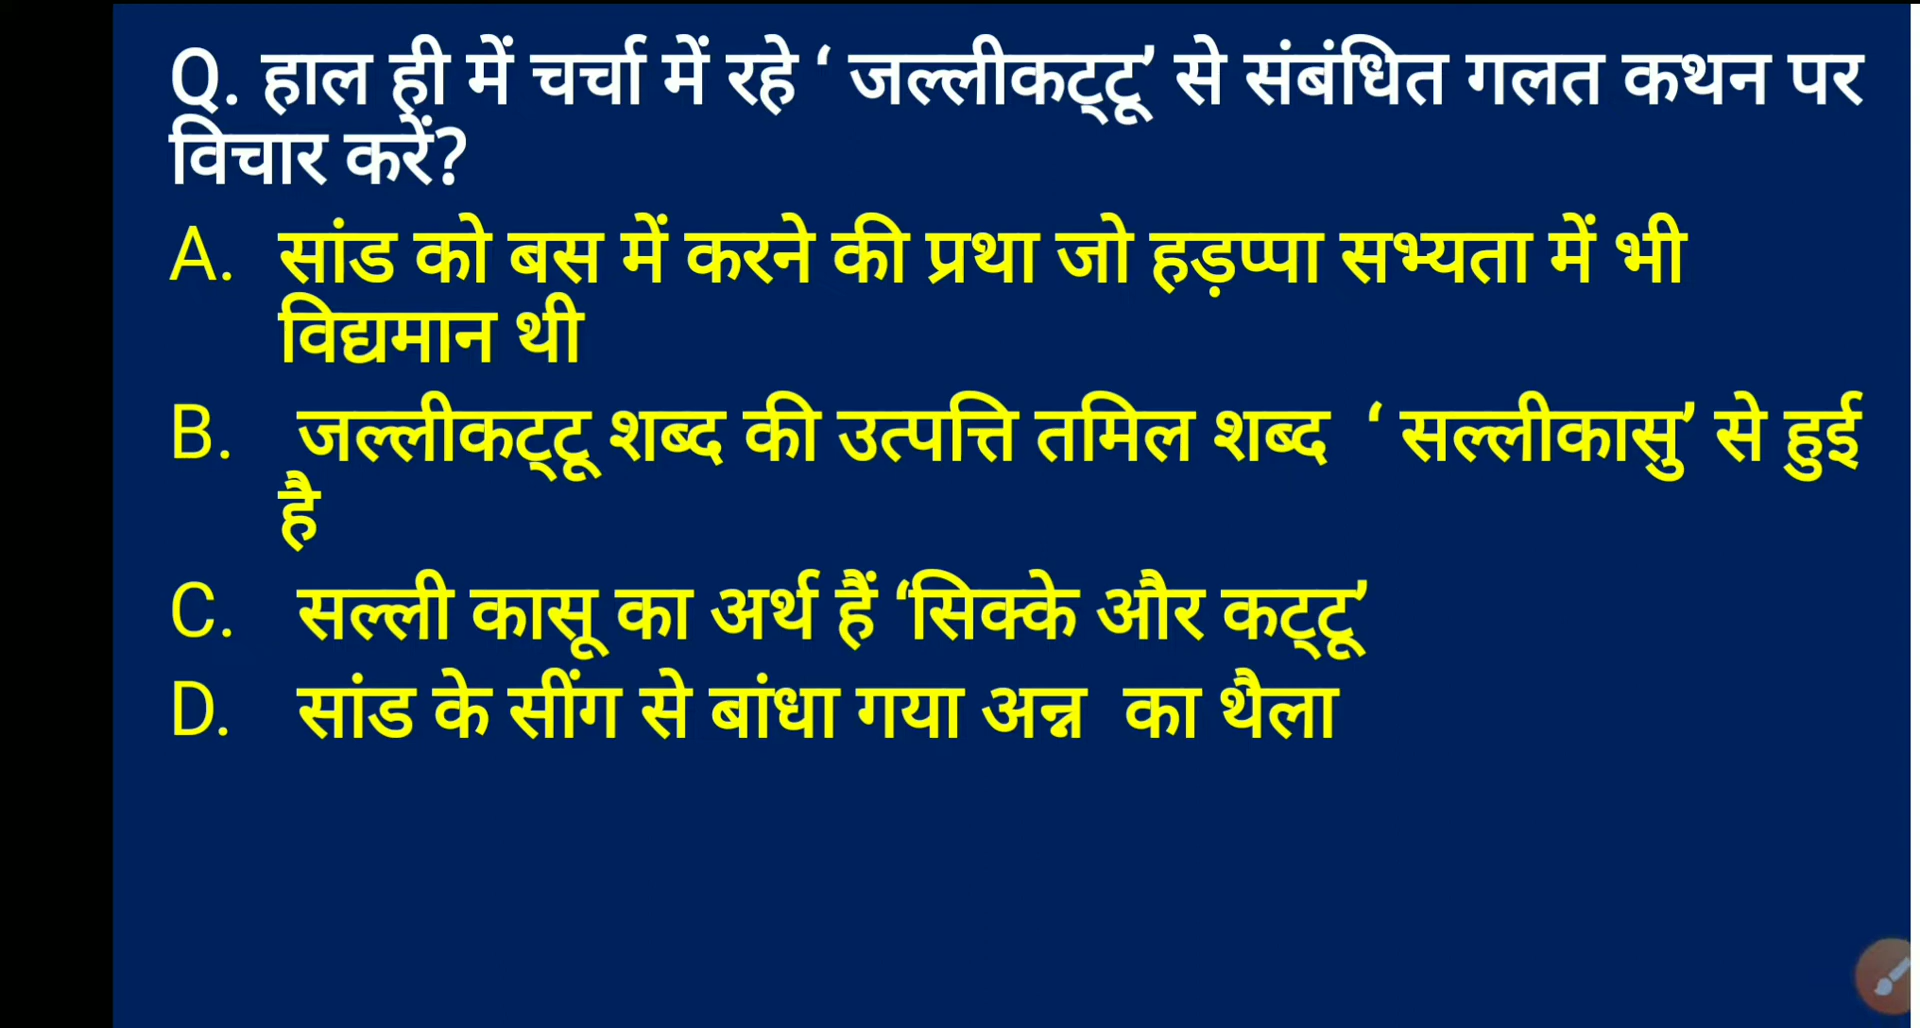 Q. हाल ही में चर्चा में रहे ‘ जल्लीकट्टू’ से संबंधित गलत कथन पर
विचार करें?
A. सांड को बस में करने की प्रथा जो हड़प्पा सभ्यता में भी
विद्यमान थी
B. जल्लीकट्टू शब्द की उत्पत्ति तमिल शब्द ‘ सल्लीकासु’ से हुई
है
C. सल्ली कासू का अर्थ हैं ‘सिक्के और कट्टू’
D. सांड के सींग से बांधा गया अन्न का थैला